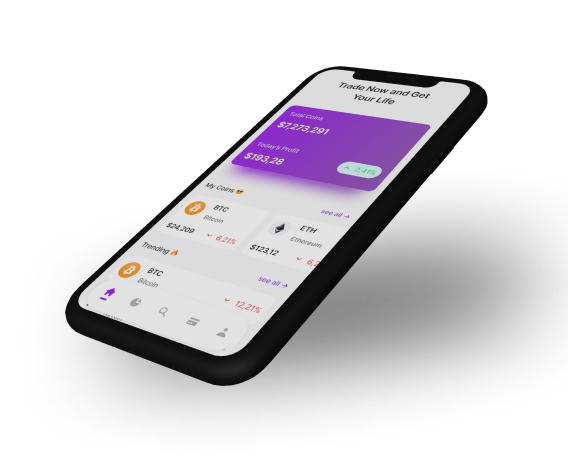 Trade Now and Get
Your Life
Total Coins
$7,273,291
Today's Profit
$193,28
2,41%
My Coins 😎
see all →
BTC
Bitcoin
$24,209
6,21%
ETH
Ethereum
$123,12
Trending 🔥
see all →
BTC
Bitcoin
12,21%